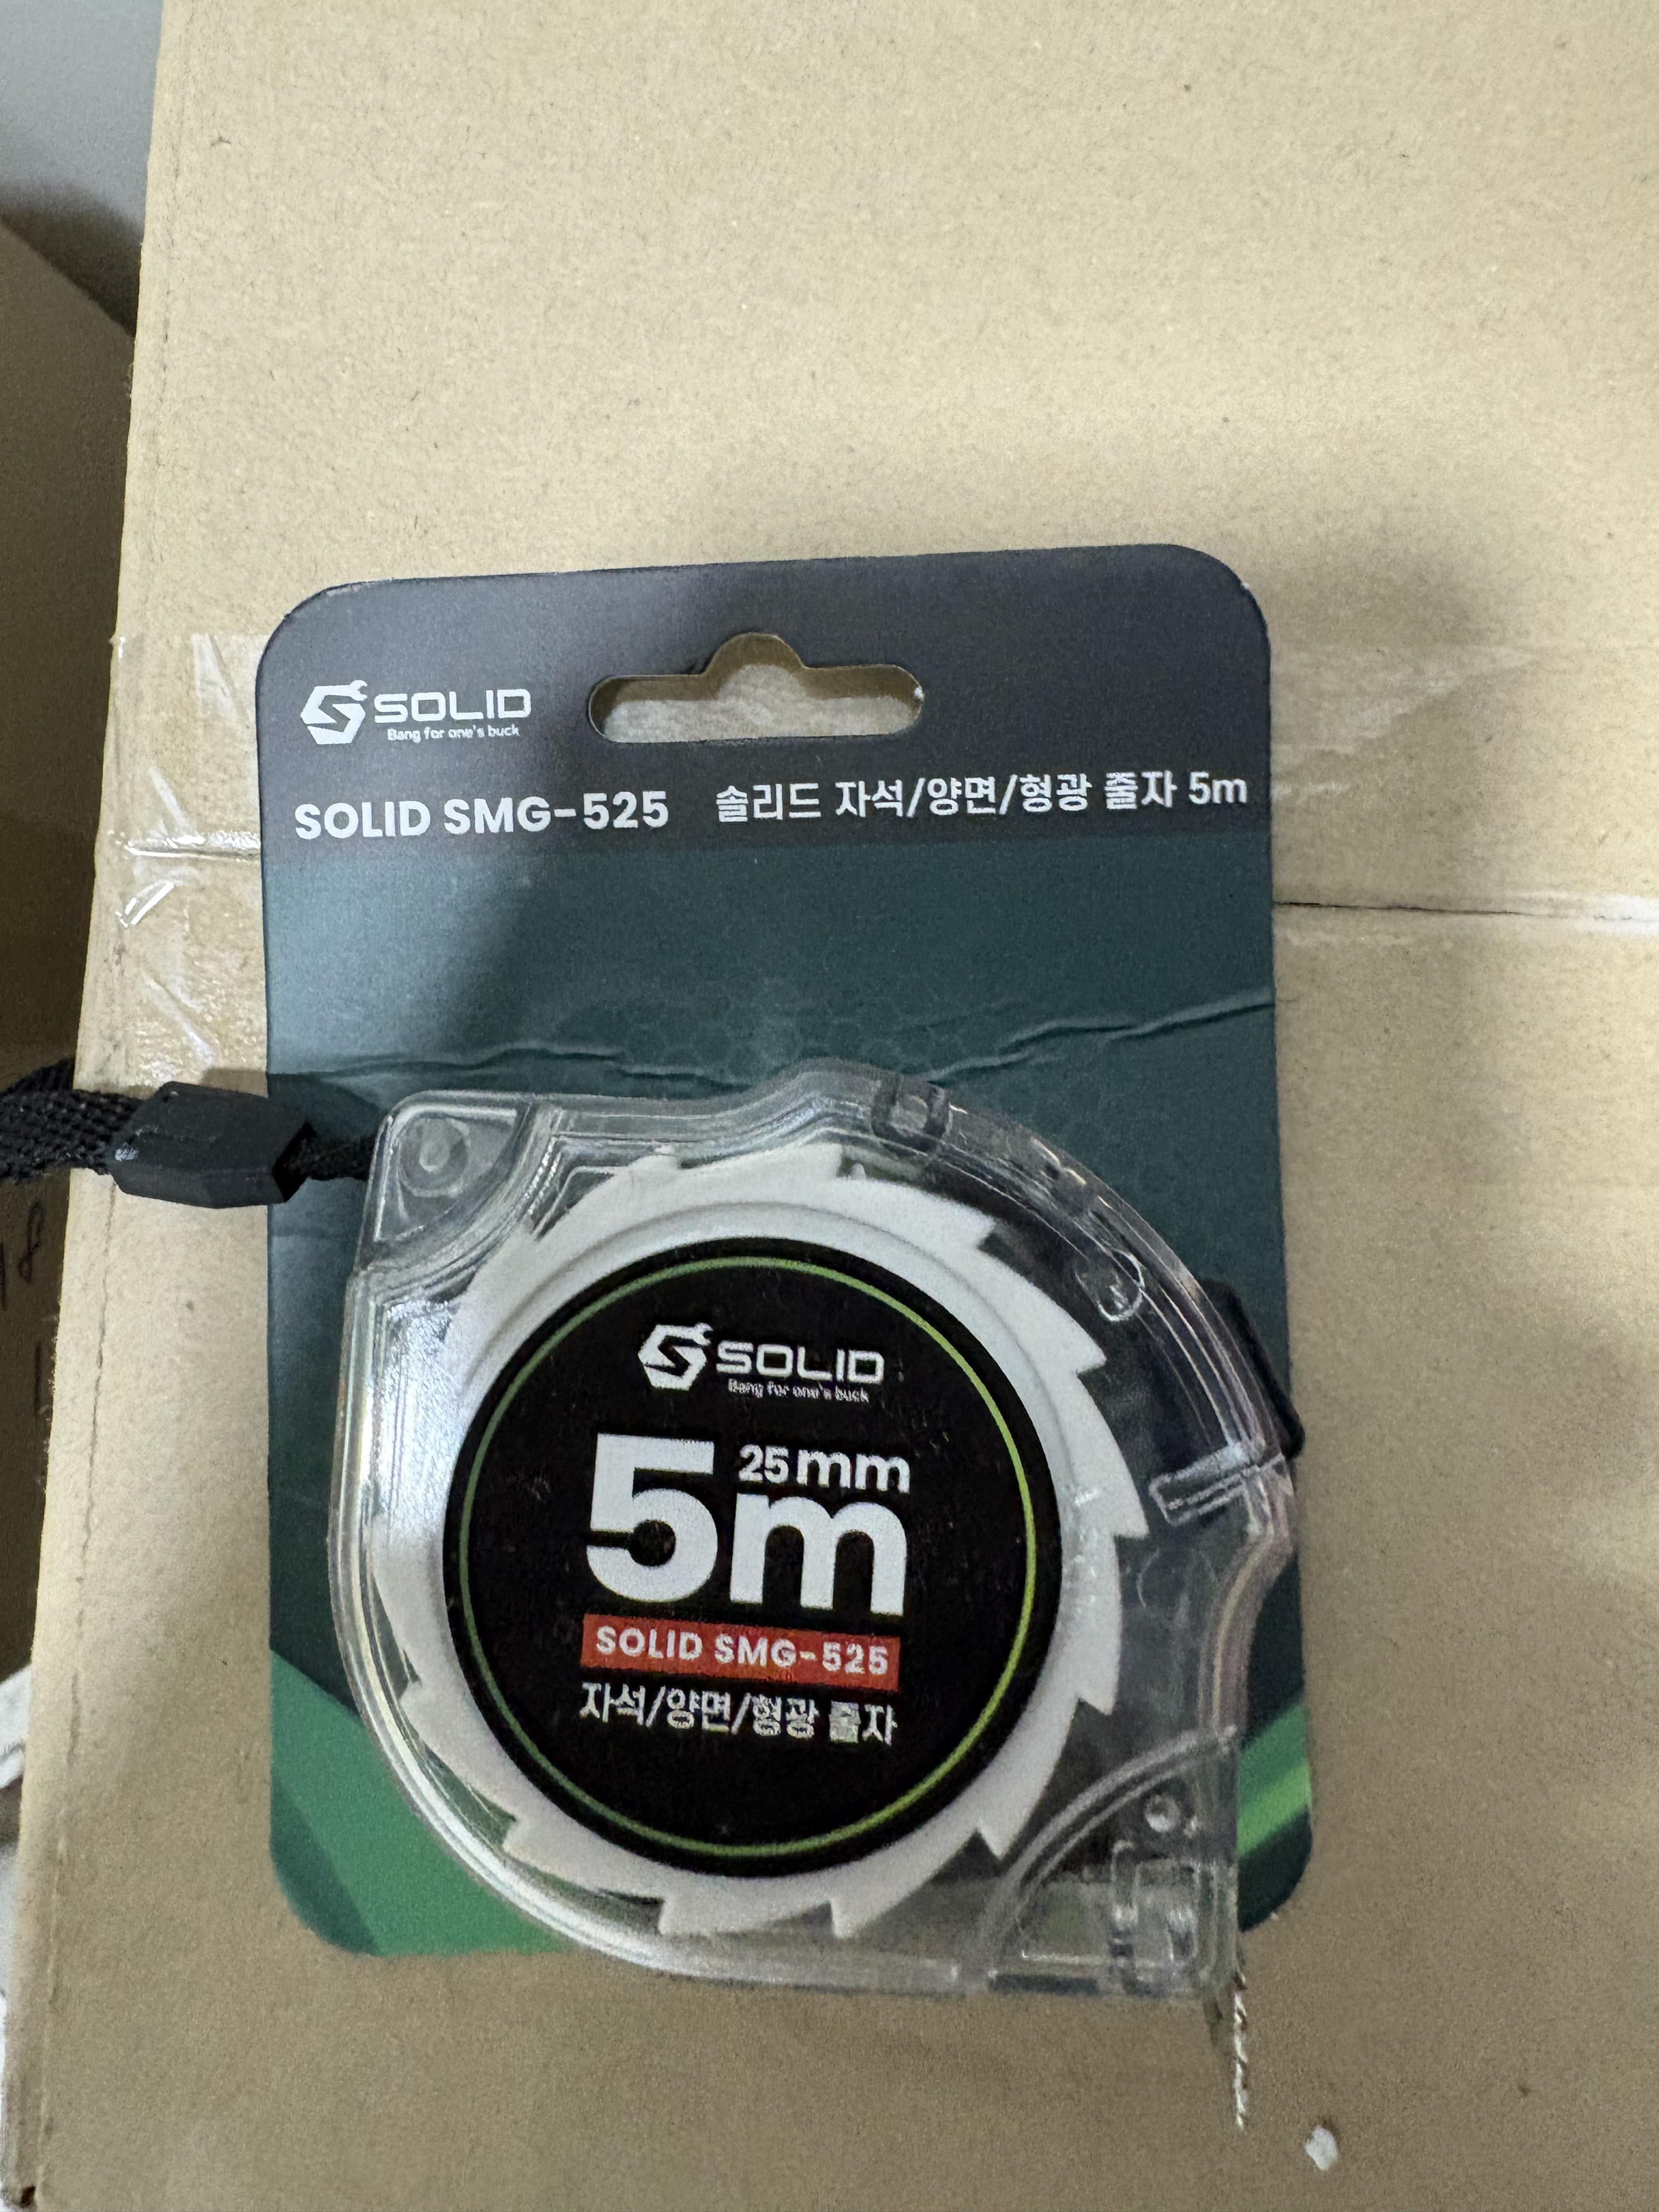 SOLID
Bang for one's buck
SOLID SMG-525 솔리드 자석/양면/형광 줄자 5m
SOLID
Bang for one's buck
25mm
5m
SOLID SMG-525
자석/양면/형광 줄자